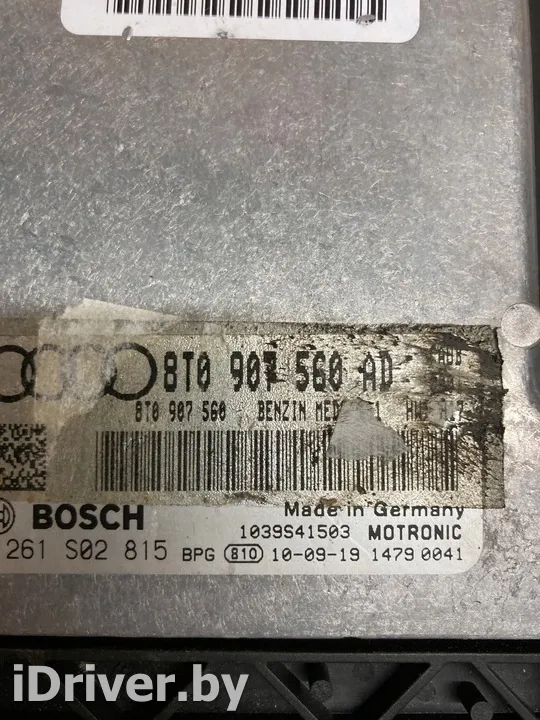 8T0 907 560 AD
8T0 907 560 BENZIN
Made in Germany
BOSCH 1039S41503 MOTRONIC
261 S02 815 BPG 810 10-09-19 1479 0041
iDriver.by